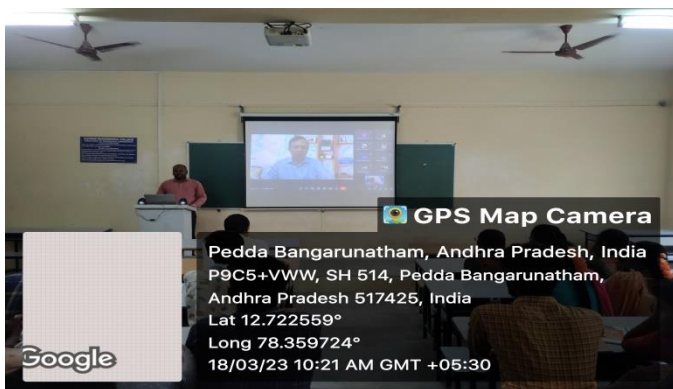 GPS Map Camera
Pedda Bangarunatham, Andhra Pradesh, India
P9C5+VWW, SH 514, Pedda Bangarunatham,
Andhra Pradesh 517425, India
Lat 12.722559°
Long 78.359724°
18/03/23 10:21 AM GMT +05:30
Google